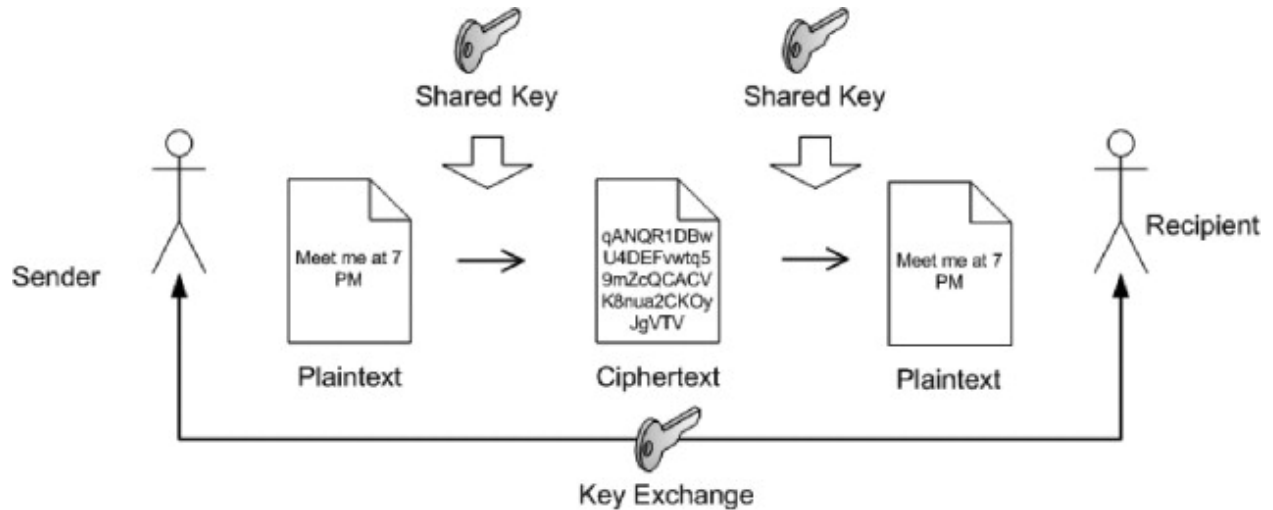 Shared Key
Shared Key
Sender
Meet me at 7
PM
Plaintext
qANQR1DBw
U4DEFvwtq5
9mZcQCACV
K8nua2CKOy
JgVTV
Ciphertext
Meet me at 7
PM
Plaintext
Recipient
Key Exchange